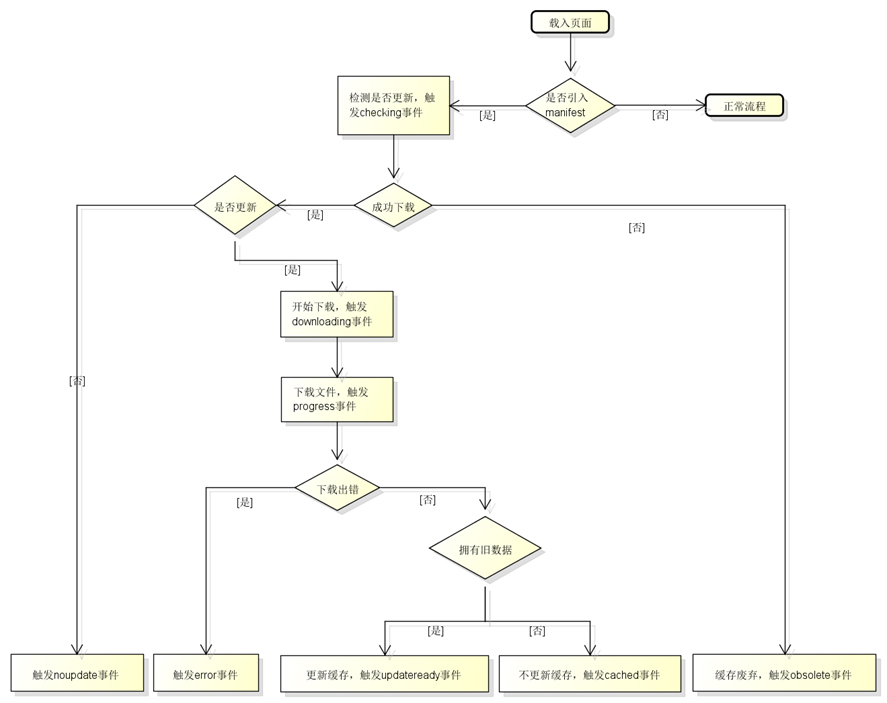 载入页面
检测是否更新，触
发checking事件
[是]
是否引入
manifest
[否]
正常流程
是否更新
[是]
成功下载
[否]
[是]
开始下载，触发
downloading事件
[否]
下载文件，触发
progress事件
[是]
下载出错
[否]
拥有旧数据
[是]
[否]
触发noupdate事件
触发error事件
更新缓存，触发updateready事件
不更新缓存，触发cached事件
缓存废弃，触发obsolete事件